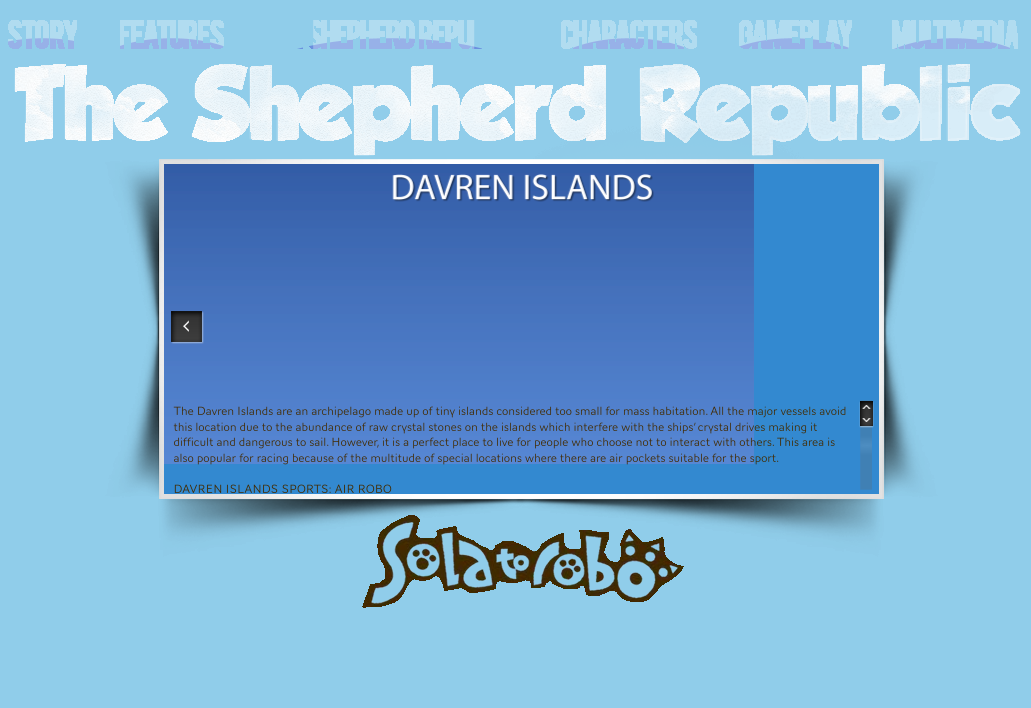 STORY FEATURES SHEPHERD REPU CHARACTERS GAMEPLAY MULTIMEDIA
The Shepherd Republic
DAVREN ISLANDS
The Davren Islands are an archipelago made up of tiny islands considered too small for mass habitation. All the major vessels avoid
this location due to the abundance of raw crystal stones on the islands which interfere with the ships' crystal drives making it
difficult and dangerous to sail. However, it is a perfect place to live for people who choose not to interact with others. This area is
also popular for racing because of the multitude of special locations where there are air pockets suitable for the sport.
DAVREN ISLANDS SPORTS: AIR ROBO
Solatorobo